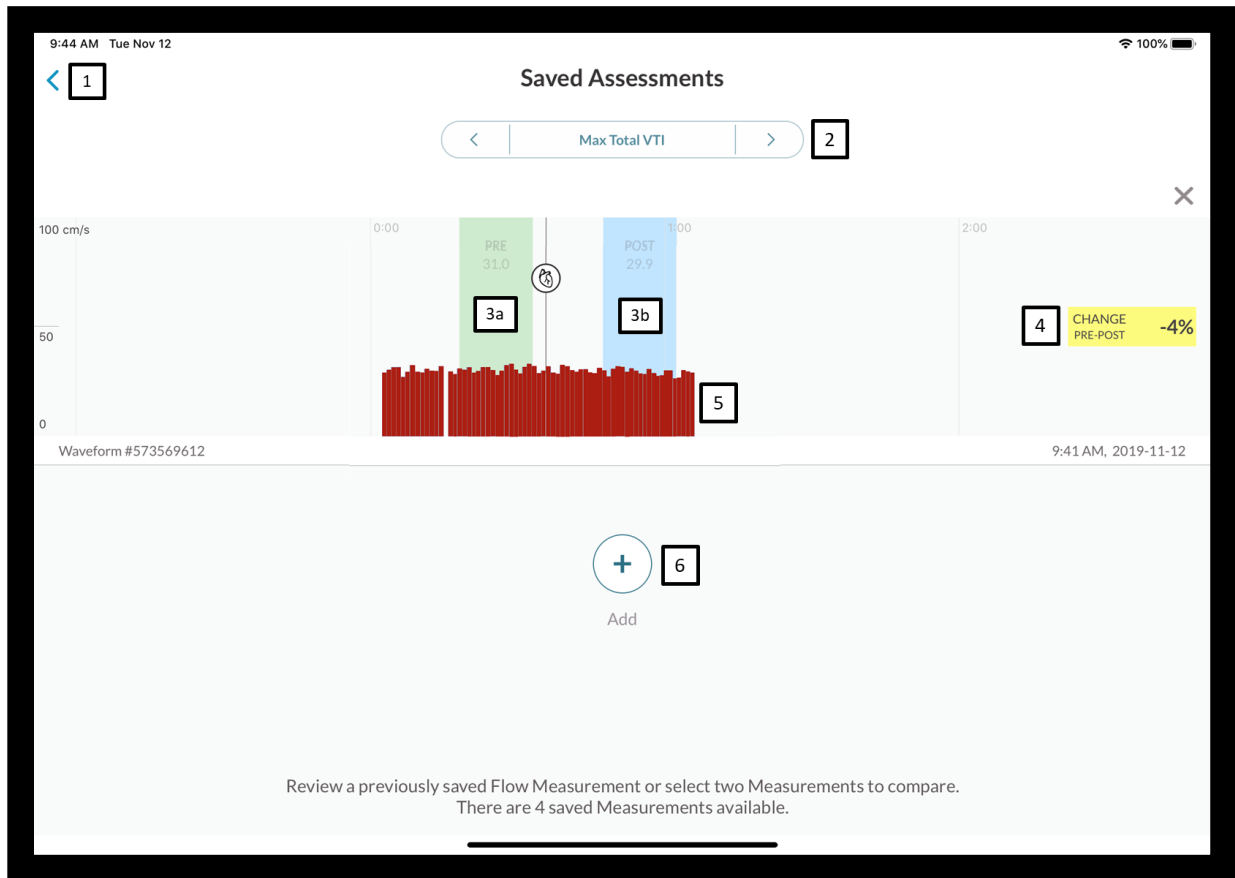 9:44 AM Tue Nov 12
100%
1
Saved Assessments
Max Total VTI
2
100 cm/s
0:00
1:00
2:00
PRE
31.0
POST
29.9
3a
3b
4
CHANGE
PRE-POST
-4%
50
5
0
Waveform #573569612
9:41 AM, 2019-11-12
6
Add
Review a previously saved Flow Measurement or select two Measurements to compare.
There are 4 saved Measurements available.